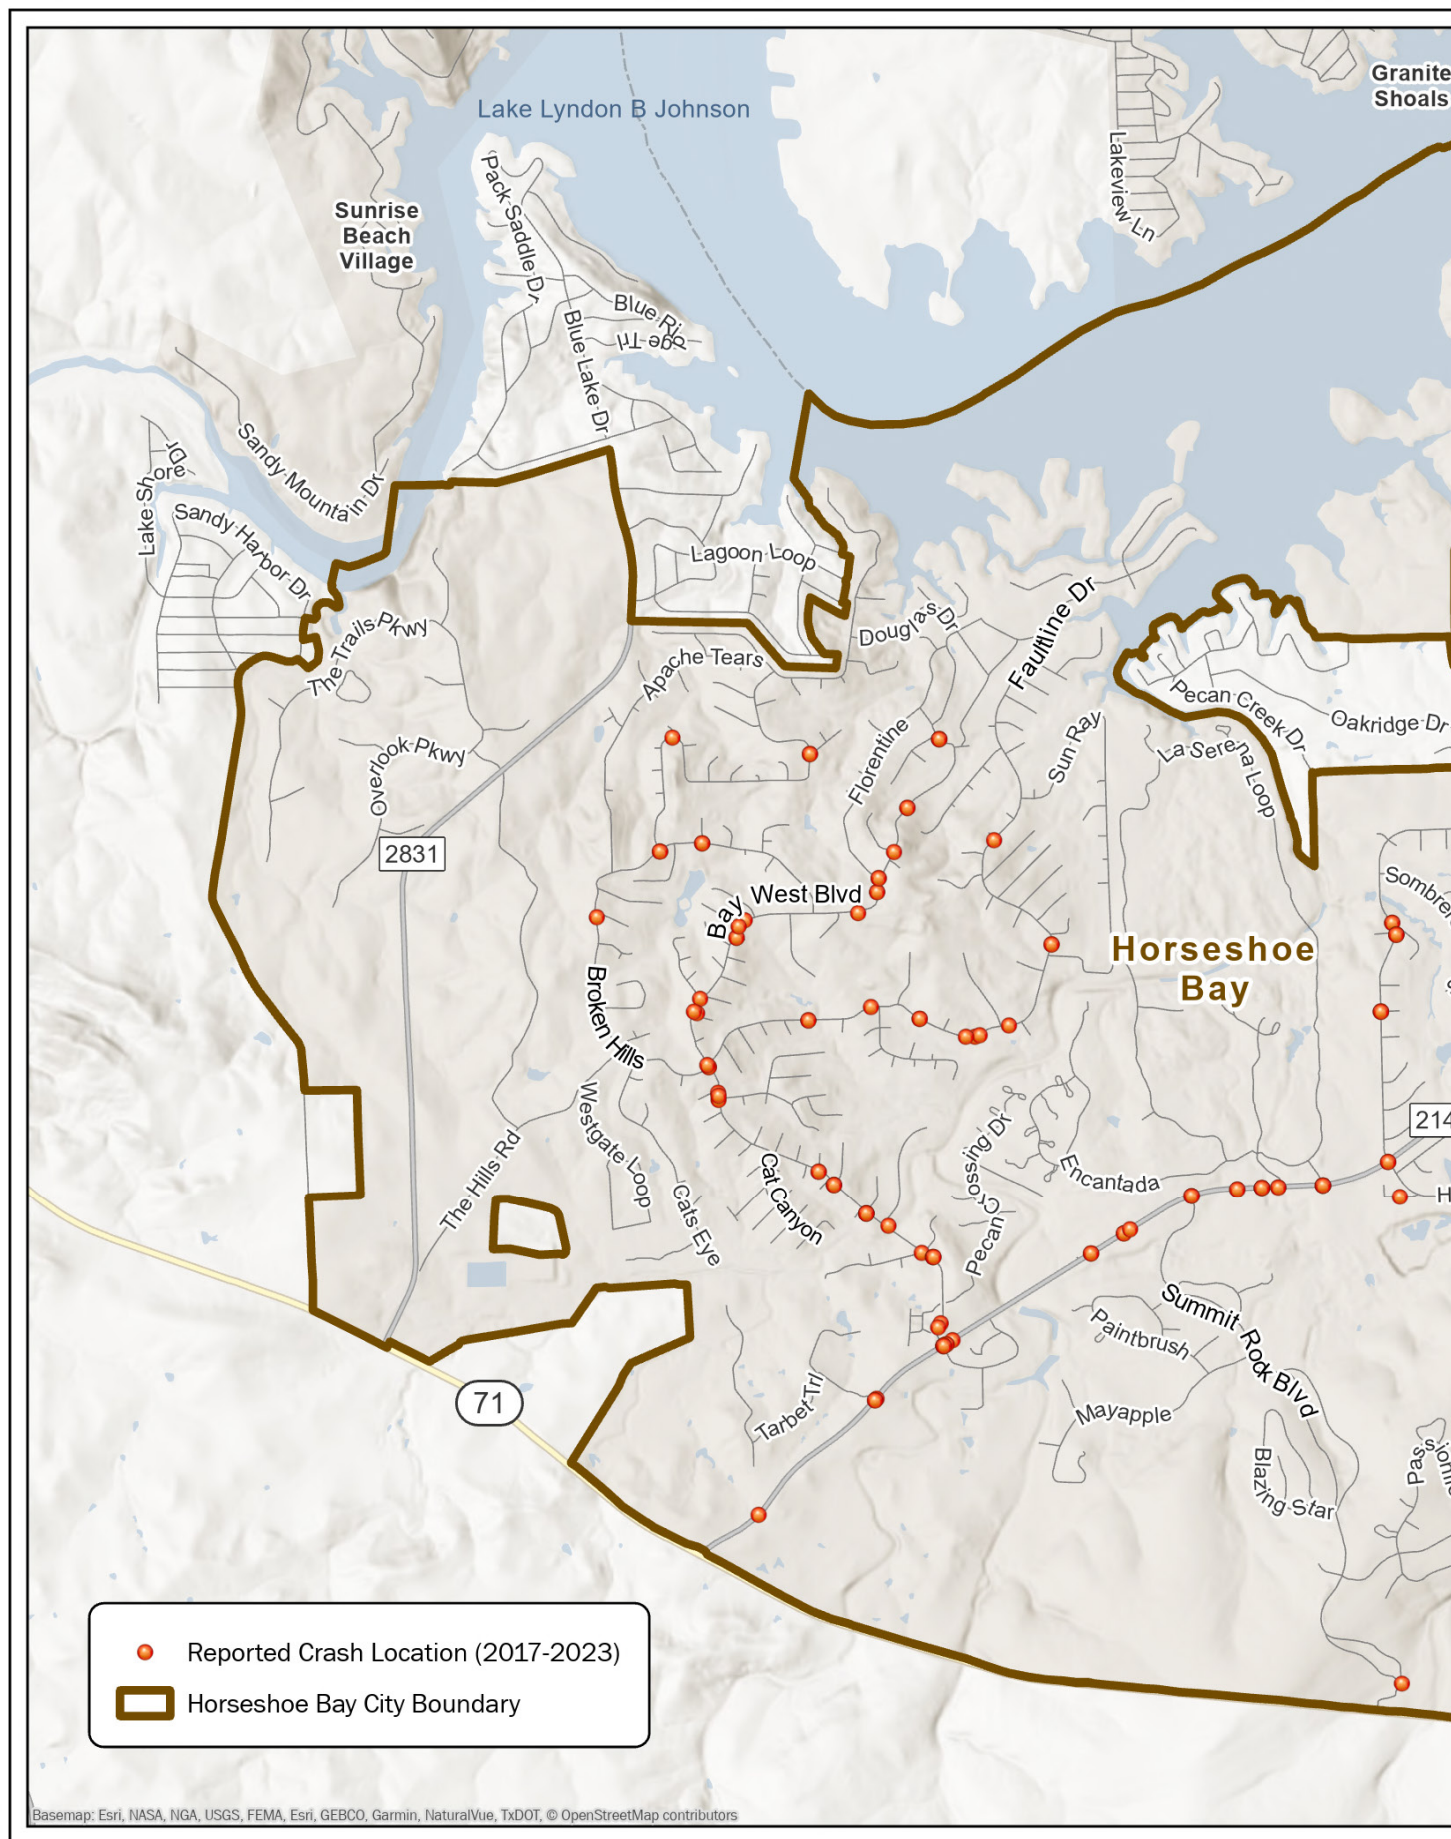 Granite
Shoals
Lake Lyndon B Johnson
Lakeview Ln
Pack Saddle Dr
Sunrise
Beach
Village
Blue Rid
ge Trl
Blue Lake Dr
Sandy Mountain Dr
Lake Shore
Dr
Sandy Harbor Dr
Lagoon Loop
Douglas Dr
Faultline Dr
The Trails Pkwy
Apache Tears
Pecan Creek Dr
Oakridge Dr
Florentine
Sun Ray
La Serena Loop
Overlook Pkwy
2831
Bay West Blvd
Horseshoe
Bay
Broken Hills
Westgate Loop
The Hills Rd
Cats Eye
Cat Canyon
Pecan Crossing Dr
Encantada
214
H
Summit Rock Blvd
Paintbrush
71
Tarbet Trl
Mayapple
Blazing Star
Reported Crash Location (2017-2023)
Horseshoe Bay City Boundary
Basemap: Esri, NASA, NGA, USGS, FEMA, Esri, GEBCO, Garmin, NaturalVue, TxDOT, © OpenStreetMap contributors